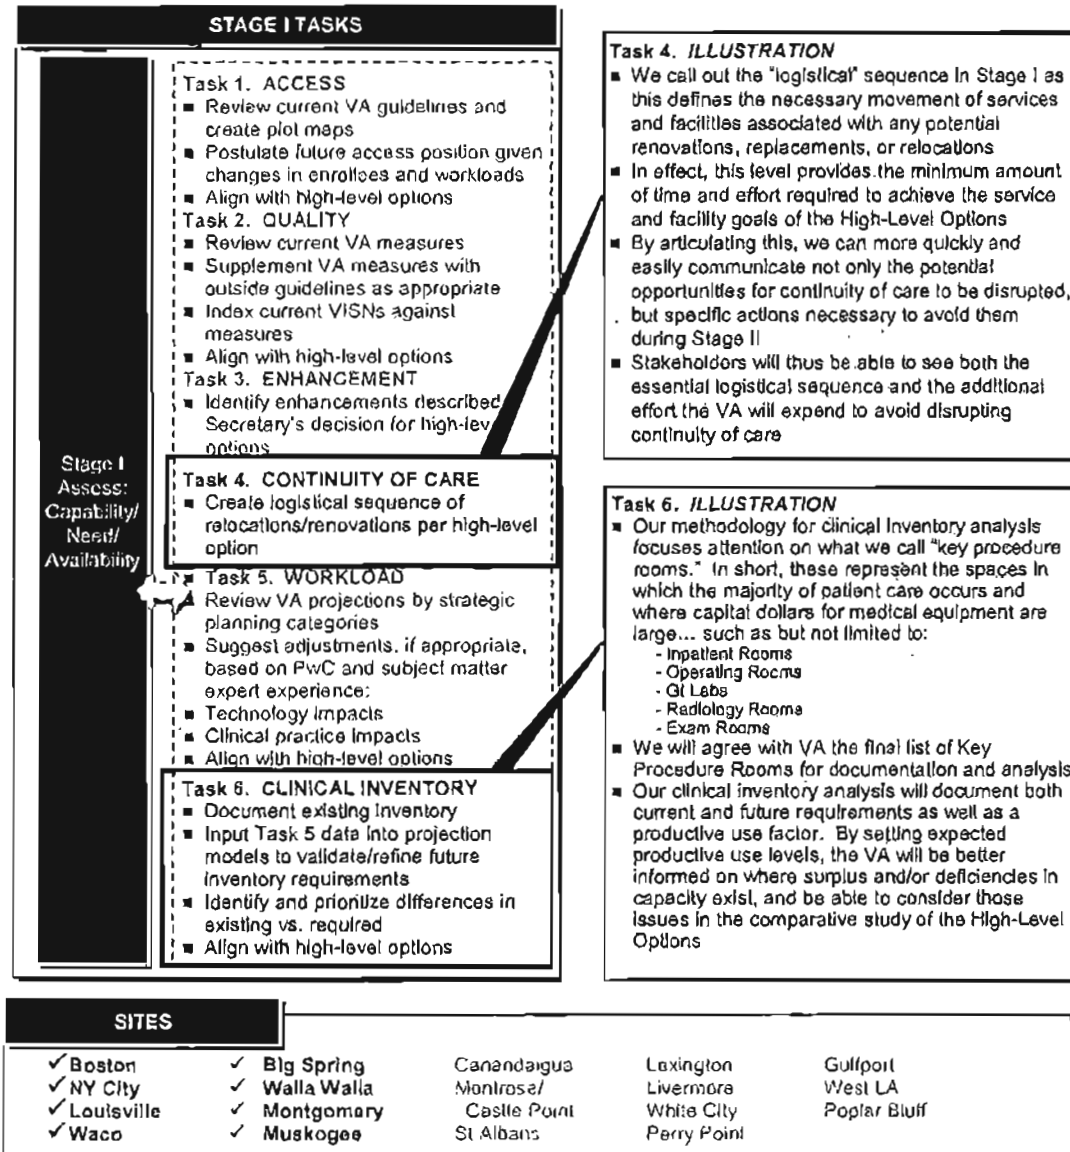 STAGE I TASKS
Stage I
Assess:
Capability/
Need/
Availability
Task 1. ACCESS
■ Review current VA guidelines and
create plot maps
■ Postulate future access position given
changes in enrollees and workloads
■ Align with high-level options
Task 2. QUALITY
■ Review current VA measures
■ Supplement VA measures with
outside guidelines as appropriate
■ Index current VISNs against
measures
■ Align with high-level options
Task 3. ENHANCEMENT
■ Identify enhancements described
Secretary's decision for high-lev
options
Task 4. CONTINUITY OF CARE
■ Create logistical sequence of
relocations/renovations per high-level
option
■ Task 5. WORKLOAD
■ Review VA projections by strategic
planning categories
■ Suggest adjustments, if appropriate,
based on PwC and subject matter
expert experience:
■ Technology Impacts
■ Clinical practice Impacts
■ Align with high-level options
Task 6. CLINICAL INVENTORY
■ Document existing Inventory
■ Input Task 5 data into projection
models to validate/refine future
inventory requirements
■ Identify and prioritize differences in
existing vs. required
■ Align with high-level options
Task 4. ILLUSTRATION
■ We call out the "logistical" sequence in Stage I as
this defines the necessary movement of services
and facilities associated with any potential
renovations, replacements, or relocations
■ In effect, this level provides the minimum amount
of time and effort required to achieve the service
and facility goals of the High-Level Options
■ By articulating this, we can more quickly and
easily communicate not only the potential
opportunities for continuity of care to be disrupted,
but specific actions necessary to avoid them
during Stage II
■ Stakeholders will thus be able to see both the
essential logistical sequence and the additional
effort the VA will expend to avoid disrupting
continuity of care
Task 6. ILLUSTRATION
■ Our methodology for clinical Inventory analysis
focuses attention on what we call "key procedure
rooms." In short, these represent the spaces in
which the majority of patient care occurs and
where capital dollars for medical equipment are
large... such as but not limited to:
- Inpatient Rooms
- Operating Rooms
- GI Labs
- Radiology Rooms
- Exam Rooms
■ We will agree with VA the final list of Key
Procedure Rooms for documentation and analysis
■ Our clinical inventory analysis will document both
current and future requirements as well as a
productive use factor. By setting expected
productive use levels, the VA will be better
informed on where surplus and/or deficiencies in
capacity exist, and be able to consider those
issues in the comparative study of the High-Level
Options
SITES
✓ Boston
✓ NY City
✓ Louisville
✓ Waco
✓ Big Spring
✓ Walla Walla
✓ Montgomery
✓ Muskogee
Canandaigua
Montrose/
Castle Point
St Albans
Lexington
Livermore
White City
Perry Point
Gulfport
West LA
Poplar Bluff